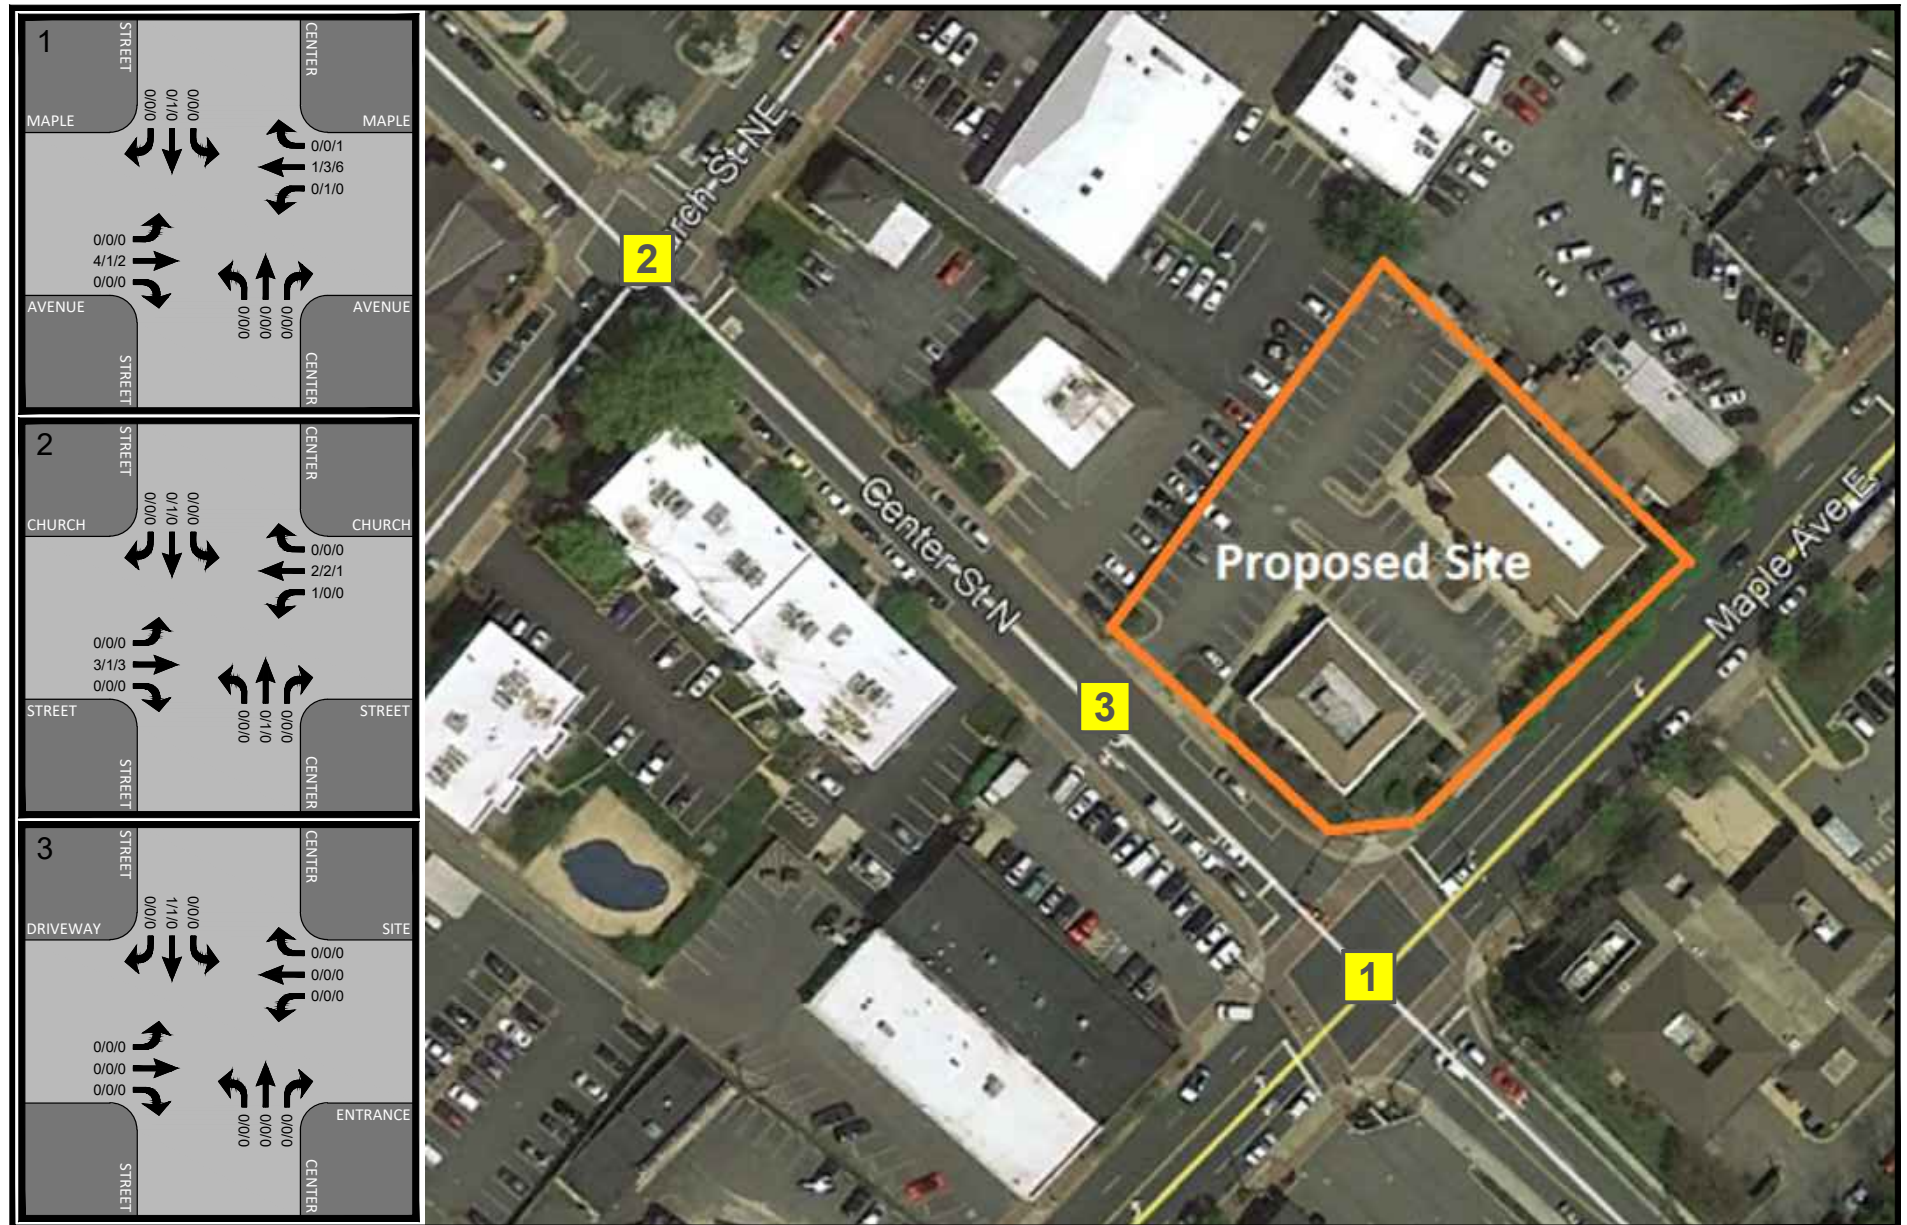 1
STREET
CENTER
0/0/0
0/1/0
0/0/0
MAPLE
MAPLE
0/0/1
1/3/6
0/1/0
0/0/0
4/1/2
0/0/0
0/0/0
0/0/0
0/0/0
AVENUE
AVENUE
STREET
CENTER
2
STREET
CENTER
0/0/0
0/1/0
0/0/0
CHURCH
CHURCH
0/0/0
2/2/1
1/0/0
0/0/0
3/1/3
0/0/0
0/0/0
0/1/0
0/0/0
STREET
STREET
STREET
CENTER
3
STREET
CENTER
0/0/0
1/1/0
0/0/0
DRIVEWAY
SITE
0/0/0
0/0/0
0/0/0
0/0/0
0/0/0
0/0/0
0/0/0
0/0/0
0/0/0
ENTRANCE
STREET
CENTER
rch St NE
2
Center St N
Proposed Site
Maple Ave E
3
1